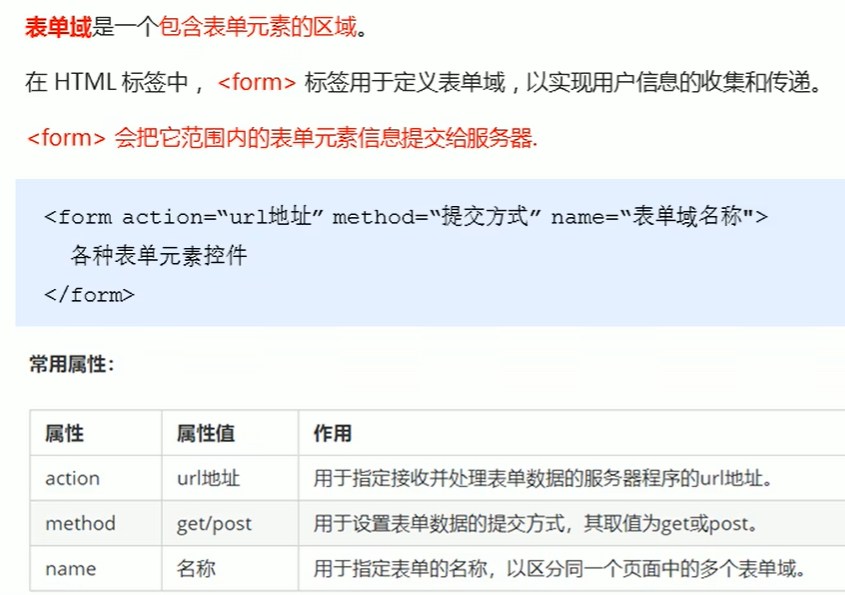 表单域是一个包含表单元素的区域。
在 HTML 标签中， <form> 标签用于定义表单域，以实现用户信息的收集和传递。
<form> 会把它范围内的表单元素信息提交给服务器.
<form action=“url地址” method=“提交方式” name=“表单域名称">
各种表单元素控件
</form>
常用属性：
属性 属性值 作用
action url地址 用于指定接收并处理表单数据的服务器程序的url地址。
method get/post 用于设置表单数据的提交方式，其取值为get或post。
name 名称 用于指定表单的名称，以区分同一个页面中的多个表单域。